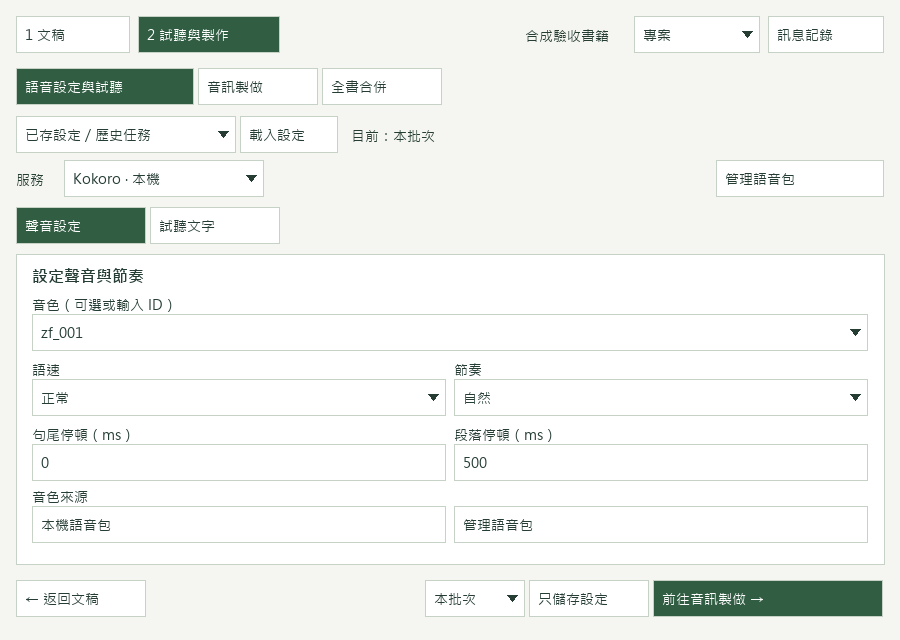 1 文稿
2 試聽與製作
合成驗收書籍
專案
訊息記錄
語音設定與試聽
音訊製做
全書合併
已存設定 / 歷史任務
載入設定
目前：本批次
服務
Kokoro · 本機
管理語音包
聲音設定
試聽文字
設定聲音與節奏
音色 ( 可選或輸入 ID )
zf_001
語速
節奏
正常
自然
句尾停頓 ( ms )
段落停頓 ( ms )
0
500
音色來源
本機語音包
管理語音包
← 返回文稿
本批次
只儲存設定
前往音訊製做 →